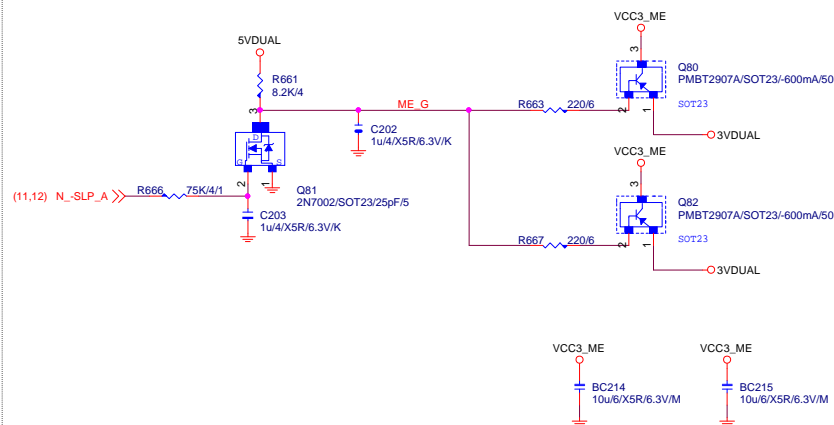 VCC3_ME
5VDUAL
3
Q80
PMBT2907A/SOT23/-600mA/50
R661
8.2K/4
SOT23
3
ME_G
R663
220/6
2
1
D
C202
1u/4/X5R/6.3V/K
3VDUAL
G
S
VCC3_ME
2
1
Q81
2N7002/SOT23/25pF/5
3
(11,12) N_-SLP_A
R666
75K/4/1
Q82
PMBT2907A/SOT23/-600mA/50
C203
1u/4/X5R/6.3V/K
SOT23
R667
220/6
2
1
3VDUAL
VCC3_ME
VCC3_ME
BC214
10u/6/X5R/6.3V/M
BC215
10u/6/X5R/6.3V/M